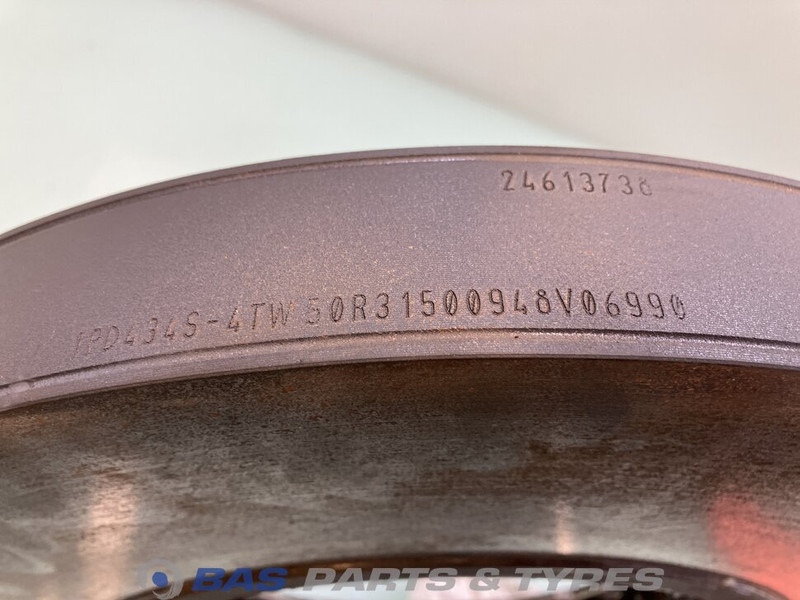 24613738
FPD434S-4TW 50R31500948V06990
BAS PARTS & TYRES